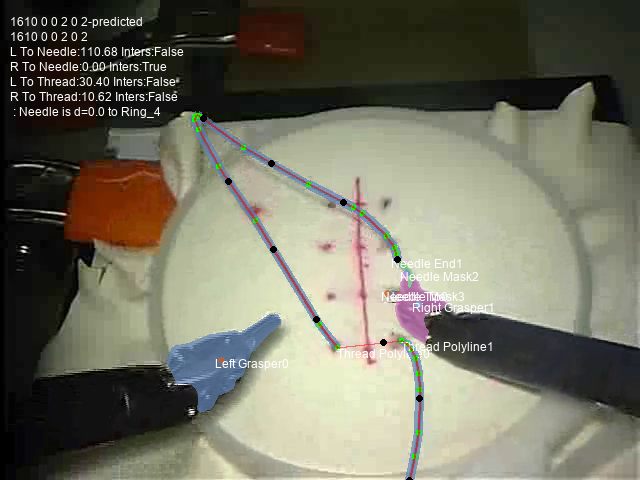 1610 0 0 2 0 2-predicted
1610 0 0 2 0 2
L To Needle:110.68 Inters:False
R To Needle:0.00 Inters:True
L To Thread:30.40 Inters:False
R To Thread:10.62 Inters:False
: Needle is d=0.0 to Ring_4
Needle End1
Needle Mask2
Right Grasper1
Thread Polyline1
Thread Polyline0
Left Grasper0